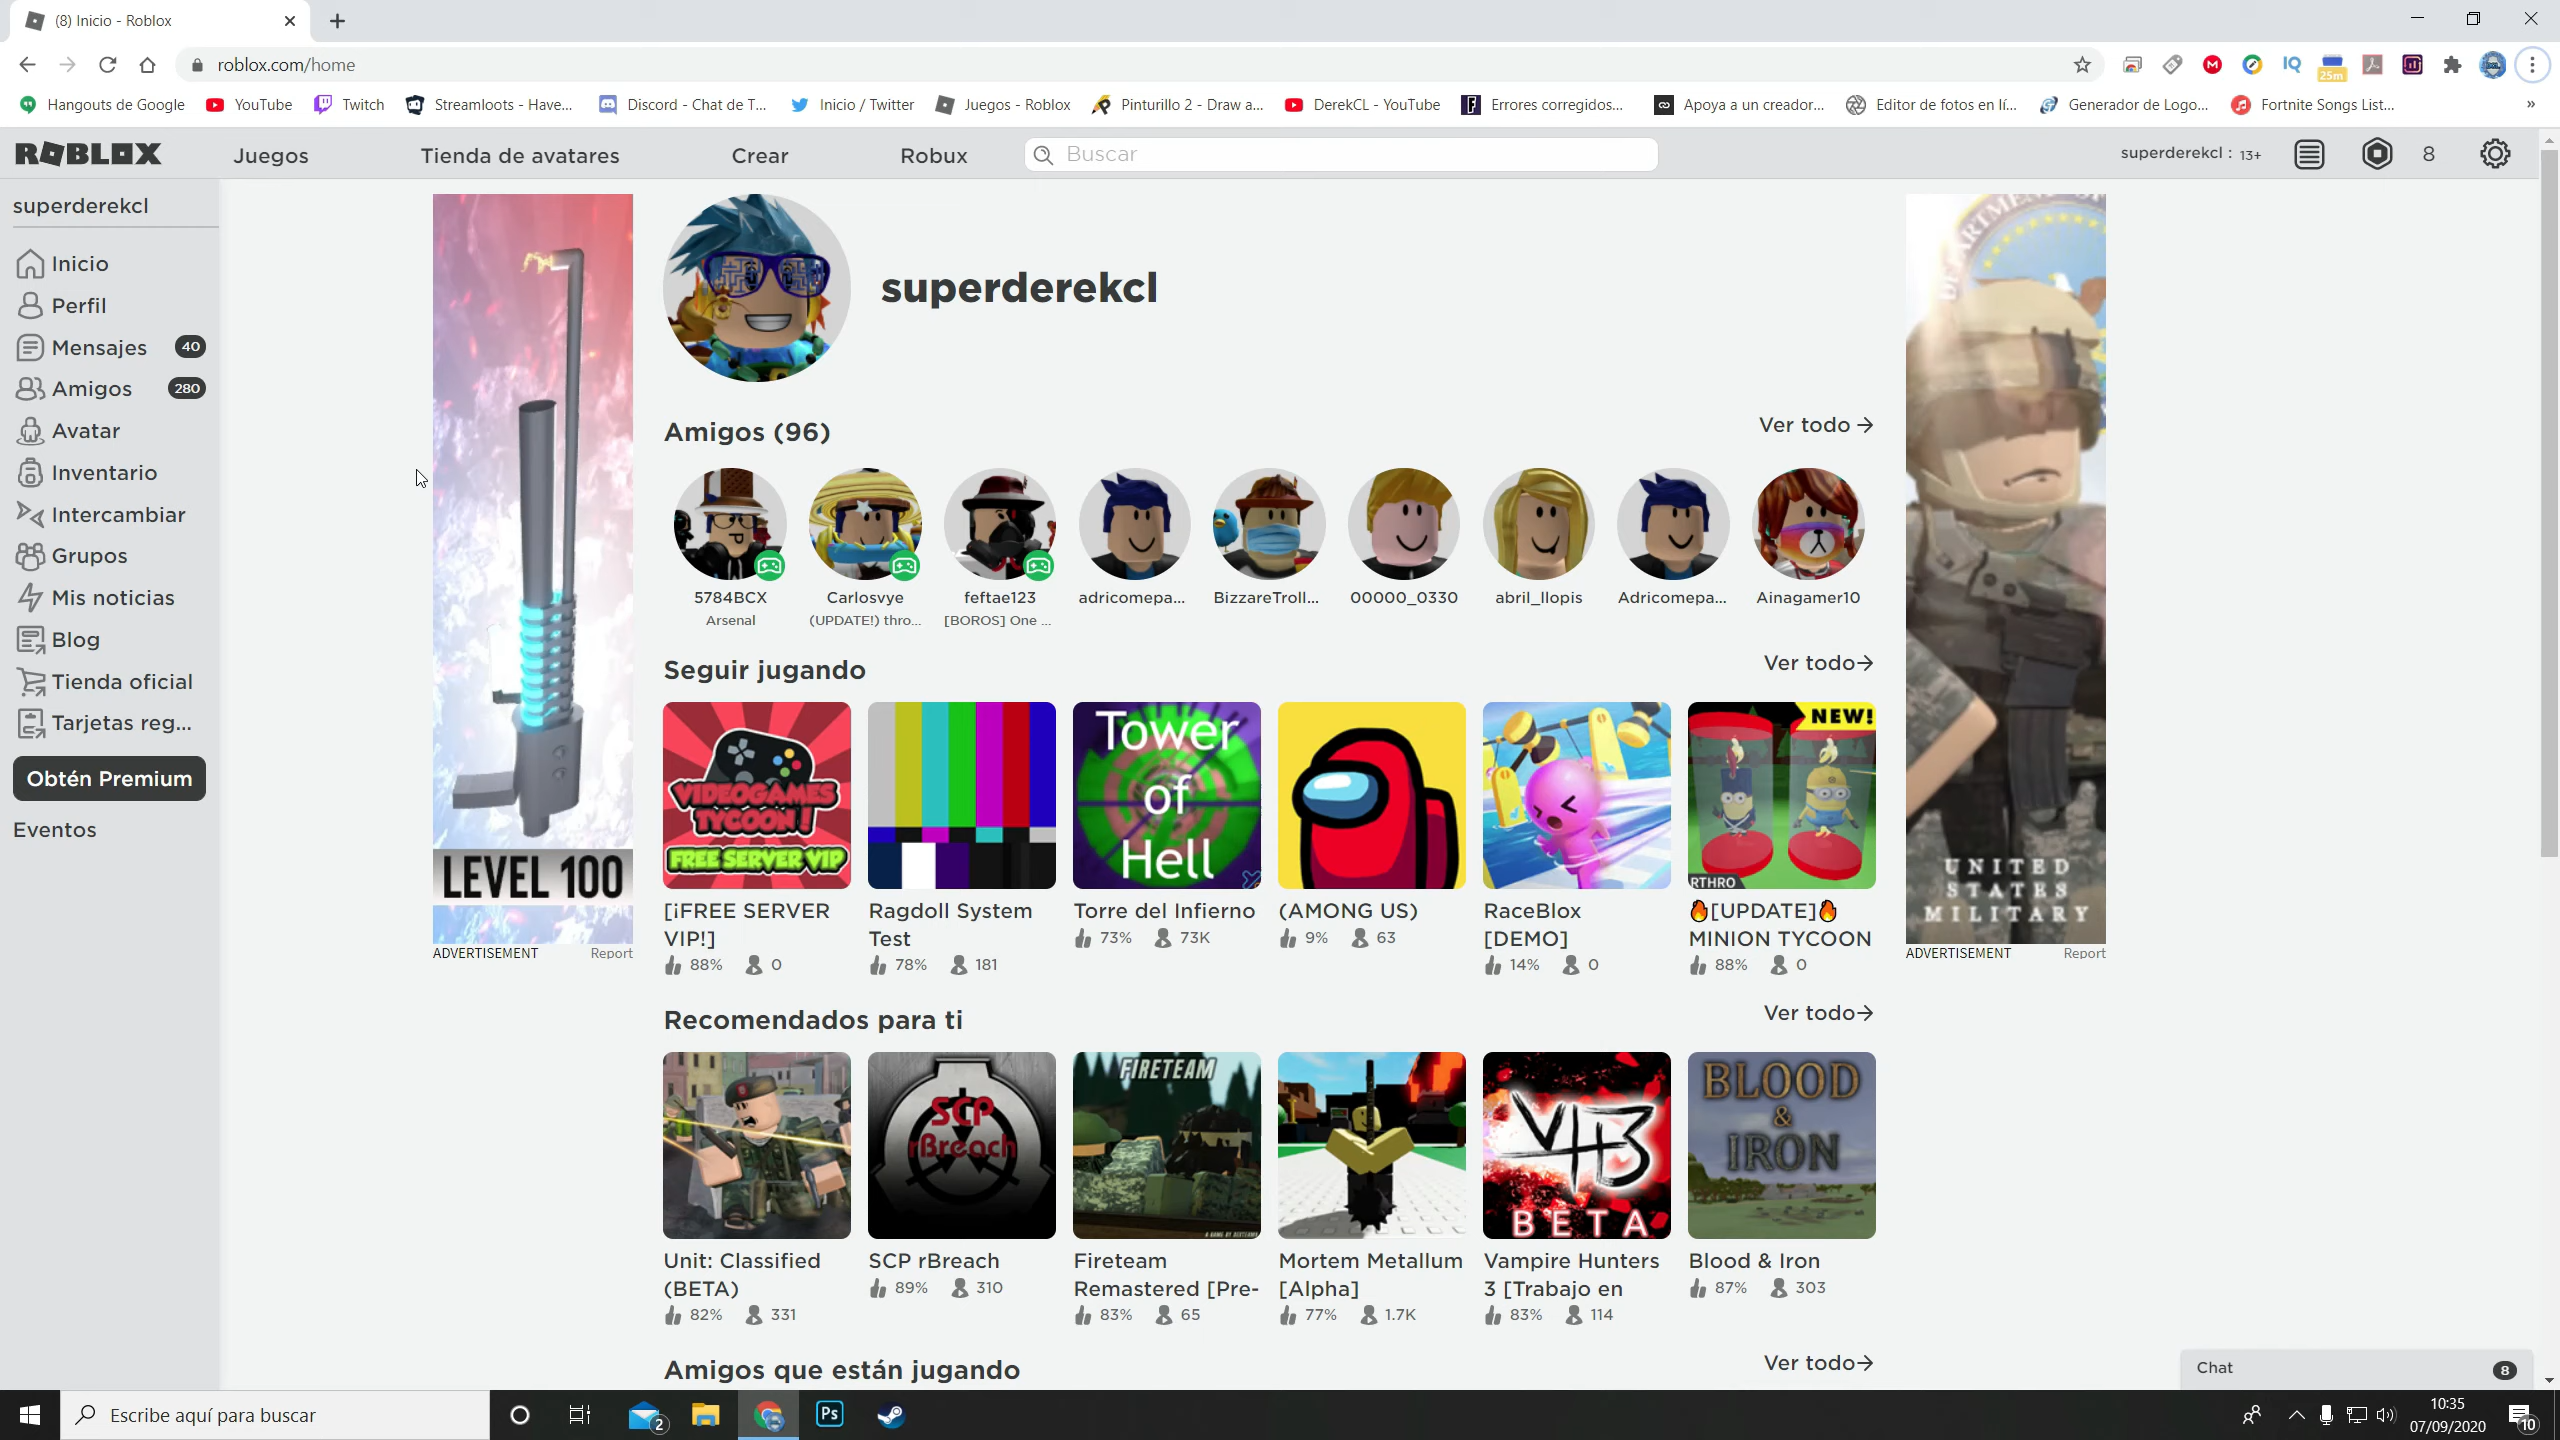 (8) Inicio - Roblox
roblox.com/home
25m
Hangouts de Google YouTube Twitch Streamloots - Have... Discord - Chat de T... Inicio / Twitter Juegos - Roblox Pinturillo 2 - Draw a... DerekCL - YouTube Errores corregidos... Apoya a un creador... Editor de fotos en lí... Generador de Logo... Fortnite Songs List... »
ROBLOX Juegos Tienda de avatares Crear Robux Buscar superderekcl : 13+ 8
superderekcl
Inicio
Perfil
Mensajes 40
Amigos 280
Avatar
Inventario
Intercambiar
Grupos
Mis noticias
Blog
Tienda oficial
Tarjetas reg...
Obtén Premium
Eventos
LEVEL 100
ADVERTISEMENT Report
superderekcl
Amigos (96) Ver todo →
5784BCX Carlosvye feftae123 adricomepa... BizzareTroll... 00000_0330 abril_llopis Adricomepa... Ainagamer10
Arsenal (UPDATE!) thro... [BOROS] One ...
Seguir jugando Ver todo→
VIDEOGAMES
TYCOON!
FREE SERVER VIP
Tower
of
Hell
NEW!
RTHRO
[¡FREE SERVER VIP!]
88% 0
Ragdoll System Test
78% 181
Torre del Infierno
73% 73K
(AMONG US)
9% 63
RaceBlox [DEMO]
14% 0
🔥[UPDATE]🔥
MINION TYCOON
88% 0
UNITED
STATES
MILITARY
ADVERTISEMENT Report
Recomendados para ti Ver todo→
SCP
rBreach
FIRETEAM
VH3
BETA
BLOOD
&
IRON
Unit: Classified
(BETA)
82% 331
SCP rBreach
89% 310
Fireteam
Remastered [Pre-
83% 65
Mortem Metallum
[Alpha]
77% 1.7K
Vampire Hunters
3 [Trabajo en
83% 114
Blood & Iron
87% 303
Amigos que están jugando Ver todo→
Chat 8
Escribe aquí para buscar
2
Ps
10:35
07/09/2020
10